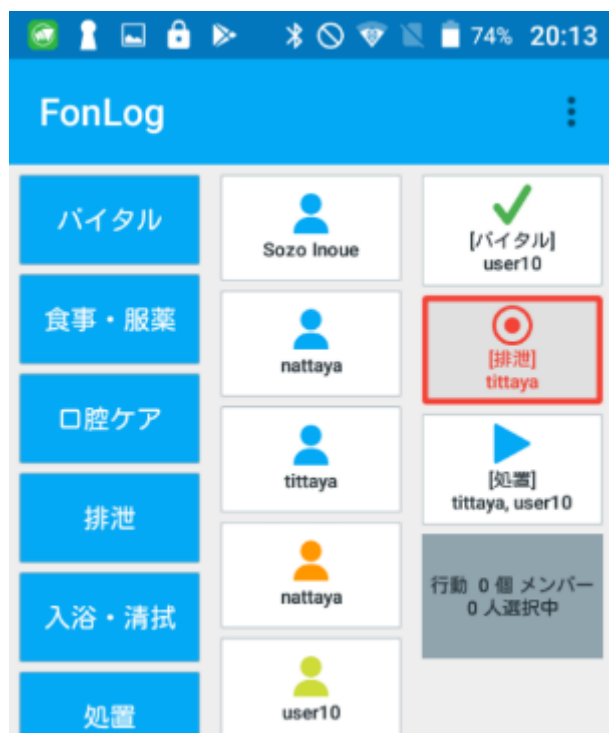 74% 20:13
FonLog
バイタル
食事・服薬
口腔ケア
排泄
入浴・清拭
処置
Sozo Inoue
nattaya
tittaya
nattaya
user10
[バイタル]
user10
[排泄]
tittaya
[処置]
tittaya, user10
行動 0 個 メンバー
0 人選択中